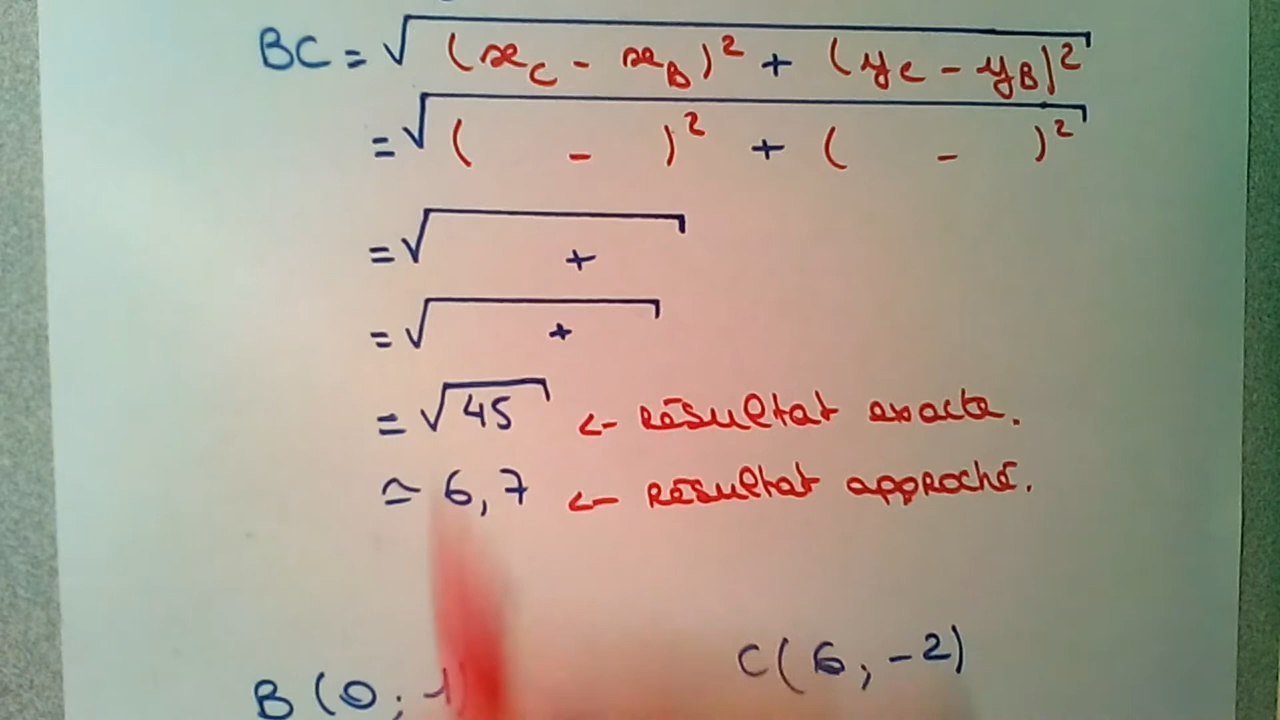 BC = √((x_C - x_B)² + (y_C - y_B)²)
= √(( - )² + ( - )²)
= √( + )
= √( + )
= √45 ← résultat exacte.
≃ 6,7 ← résultat approché.
C(6; -2)
B(0; 1)